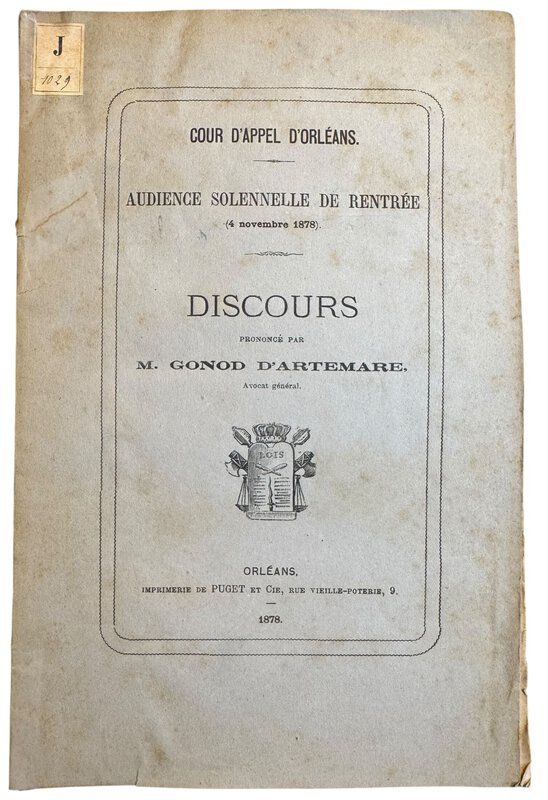 J
1029
COUR D'APPEL D'ORLÉANS.
AUDIENCE SOLENNELLE DE RENTRÉE
(4 novembre 1878).
DISCOURS
PRONONCÉ PAR
M. GONOD D'ARTEMARE,
Avocat général.
LOIS
ORLÉANS,
IMPRIMERIE DE PUGET ET CIE, RUE VIEILLE-POTERIE, 9.
1878.